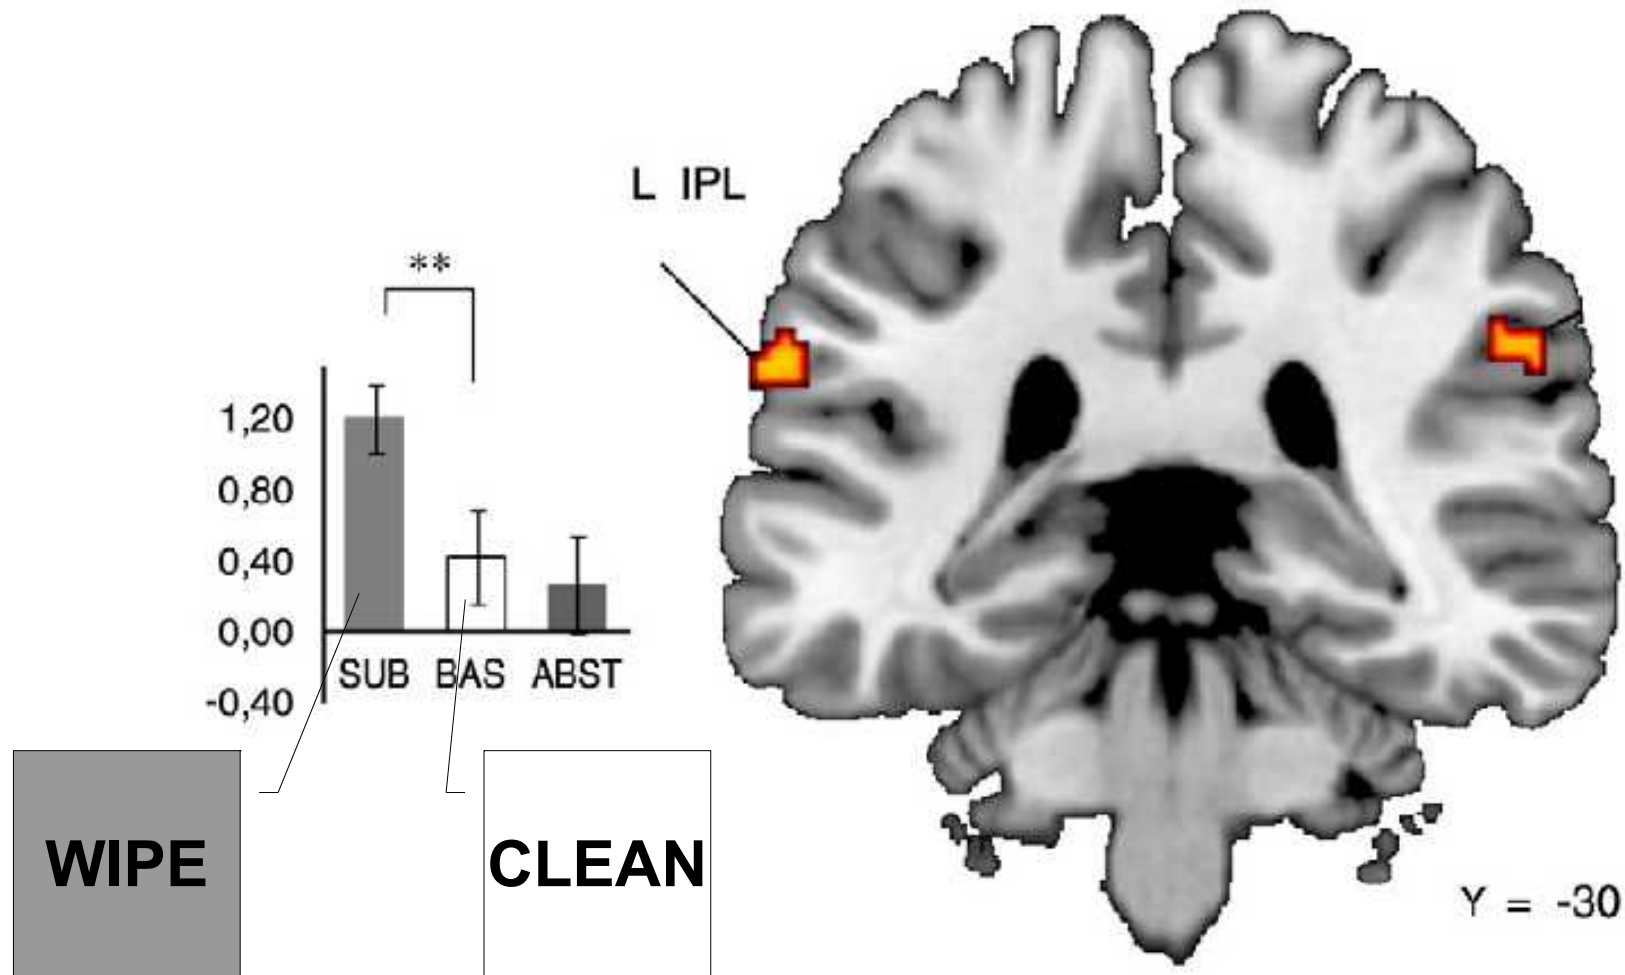 L IPL
**
1,20
0,80
0,40
0,00
-0,40
SUB BAS ABST
WIPE
CLEAN
Y = -30